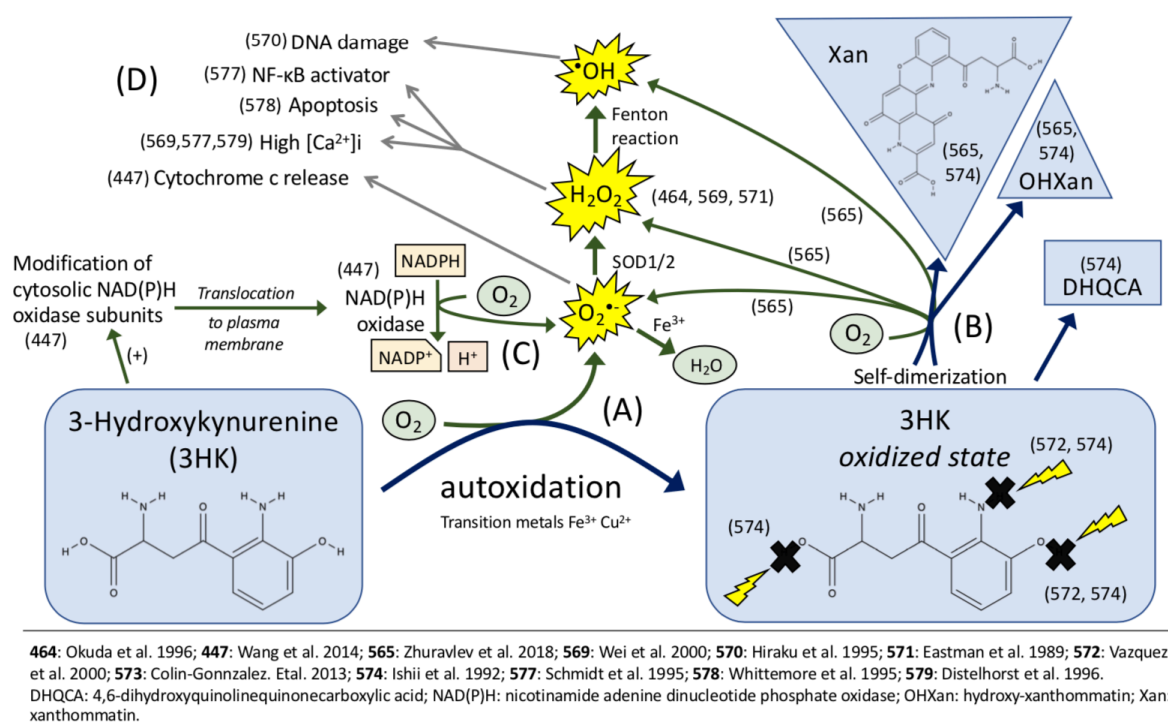 (570) DNA damage
(D)
(577) NF-κB activator
(578) Apoptosis
(569,577,579) High [Ca²⁺]i
(447) Cytochrome c release
•OH
Fenton
reaction
H₂O₂
(464, 569, 571)
SOD1/2
O₂•-
Fe³⁺
H₂O
(565)
(565)
(565)
Xan
(565,
574)
(565,
574)
OHXan
(574)
DHQCA
O₂
(B)
Self-dimerization
Modification of
cytosolic NAD(P)H
oxidase subunits
(447)
(+)
Translocation
to plasma
membrane
(447)
NADPH
NAD(P)H
oxidase
O₂
NADP⁺
H⁺
(C)
O₂
(A)
autoxidation
Transition metals Fe³⁺ Cu²⁺
3-Hydroxykynurenine
(3HK)
H
H
N
O
H
H
N
H
O
O
O
H
3HK
oxidized state
(572, 574)
H
H
N
O
H
N
(574)
O
O
O
(572, 574)
464: Okuda et al. 1996; 447: Wang et al. 2014; 565: Zhuravlev et al. 2018; 569: Wei et al. 2000; 570: Hiraku et al. 1995; 571: Eastman et al. 1989; 572: Vazquez
et al. 2000; 573: Colin-Gonnzalez. Etal. 2013; 574: Ishii et al. 1992; 577: Schmidt et al. 1995; 578: Whittemore et al. 1995; 579: Distelhorst et al. 1996.
DHQCA: 4,6-dihydroxyquinolinequinonecarboxylic acid; NAD(P)H: nicotinamide adenine dinucleotide phosphate oxidase; OHXan: hydroxy-xanthommatin; Xan:
xanthommatin.